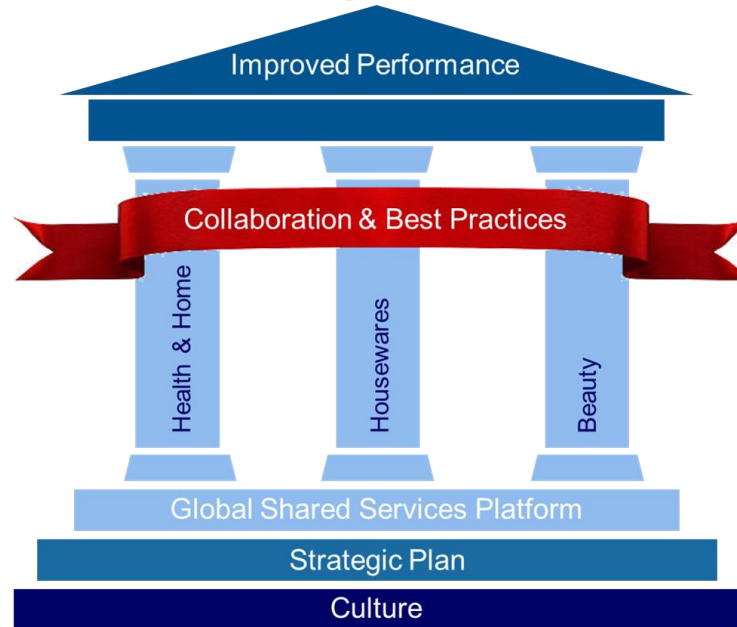 Improved Performance
Collaboration & Best Practices
Health & Home
Housewares
Beauty
Global Shared Services Platform
Strategic Plan
Culture